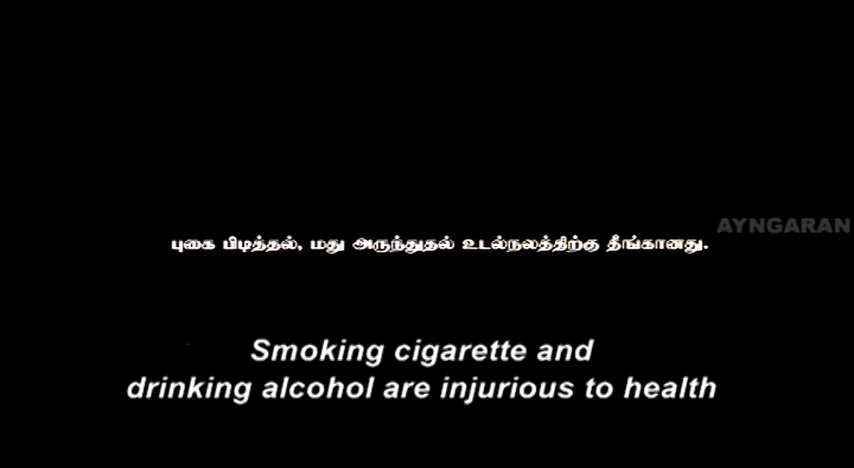 AYNGARAN
புகை பிடித்தல், மது அருந்துதல் உடல்நலத்திற்கு தீங்கானது.
Smoking cigarette and
drinking alcohol are injurious to health